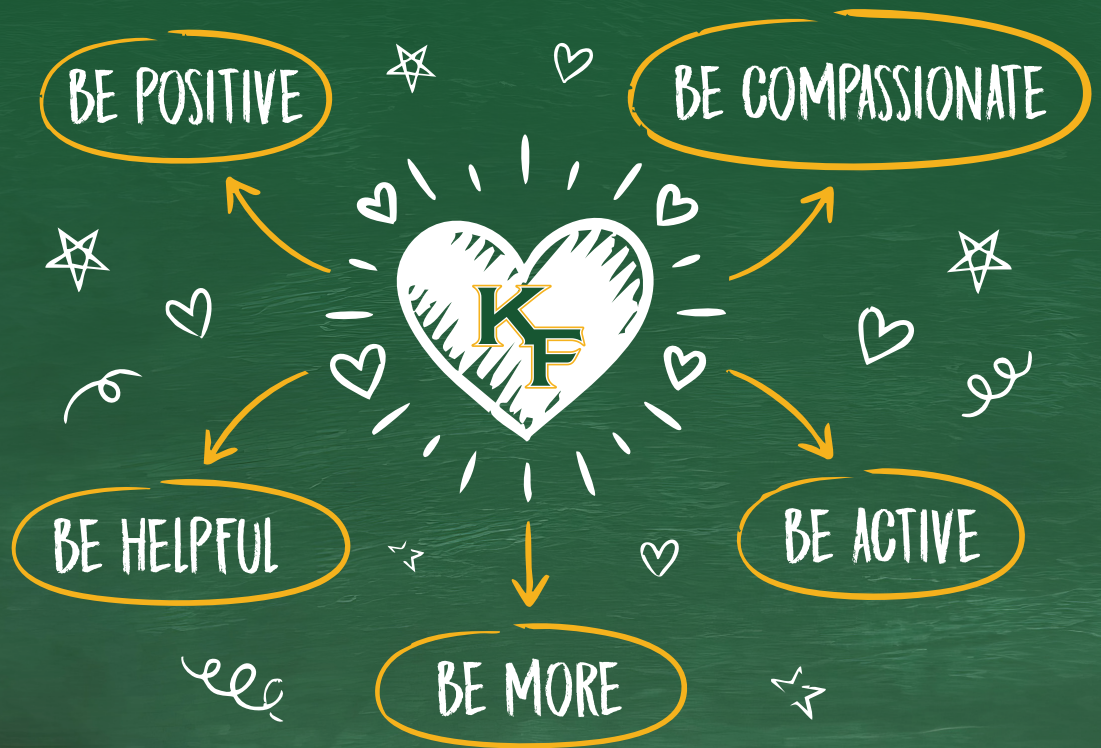 BE POSITIVE
BE COMPASSIONATE
KF
BE HELPFUL
BE ACTIVE
BE MORE